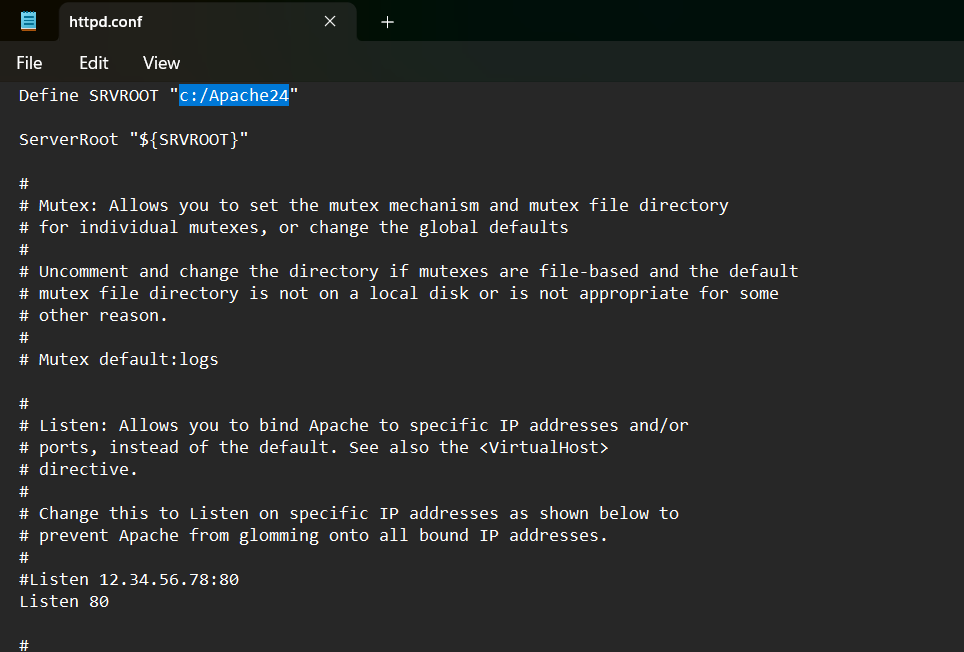 httpd.conf
File Edit View
Define SRVROOT "c:/Apache24"
ServerRoot "${SRVROOT}"
#
# Mutex: Allows you to set the mutex mechanism and mutex file directory
# for individual mutexes, or change the global defaults
#
# Uncomment and change the directory if mutexes are file-based and the default
# mutex file directory is not on a local disk or is not appropriate for some
# other reason.
#
# Mutex default:logs
#
# Listen: Allows you to bind Apache to specific IP addresses and/or
# ports, instead of the default. See also the <VirtualHost>
# directive.
#
# Change this to Listen on specific IP addresses as shown below to
# prevent Apache from glomming onto all bound IP addresses.
#
#Listen 12.34.56.78:80
Listen 80
#